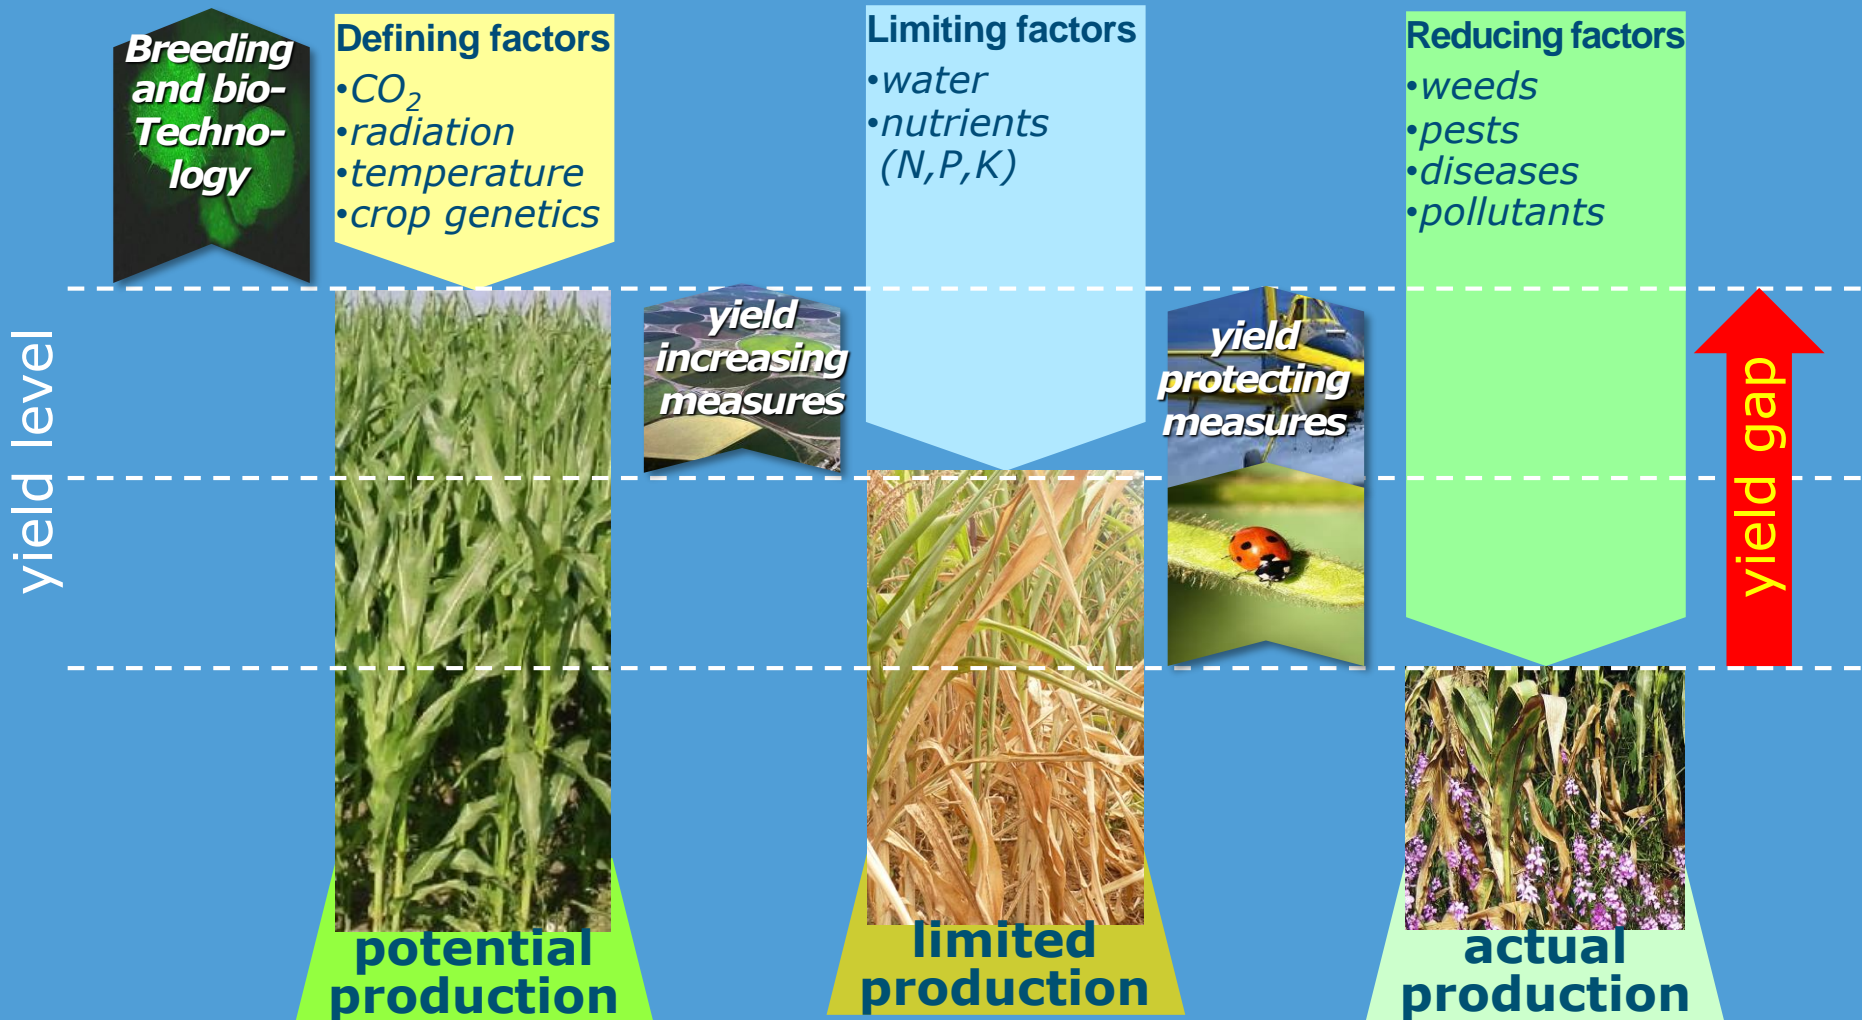 Breeding
and bio-
Techno-
logy
Defining factors
•CO₂
•radiation
•temperature
•crop genetics
Limiting factors
•water
•nutrients
(N,P,K)
Reducing factors
•weeds
•pests
•diseases
•pollutants
yield level
yield
increasing
measures
yield
protecting
measures
yield gap
potential
production
limited
production
actual
production